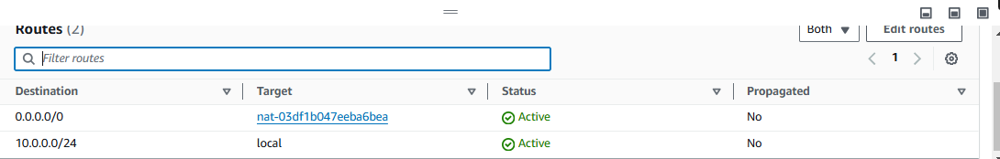 Routes (2)
Both
Edit routes
Filter routes
1
Destination Target Status Propagated
0.0.0.0/0 nat-03df1b047eeba6bea Active No
10.0.0.0/24 local Active No